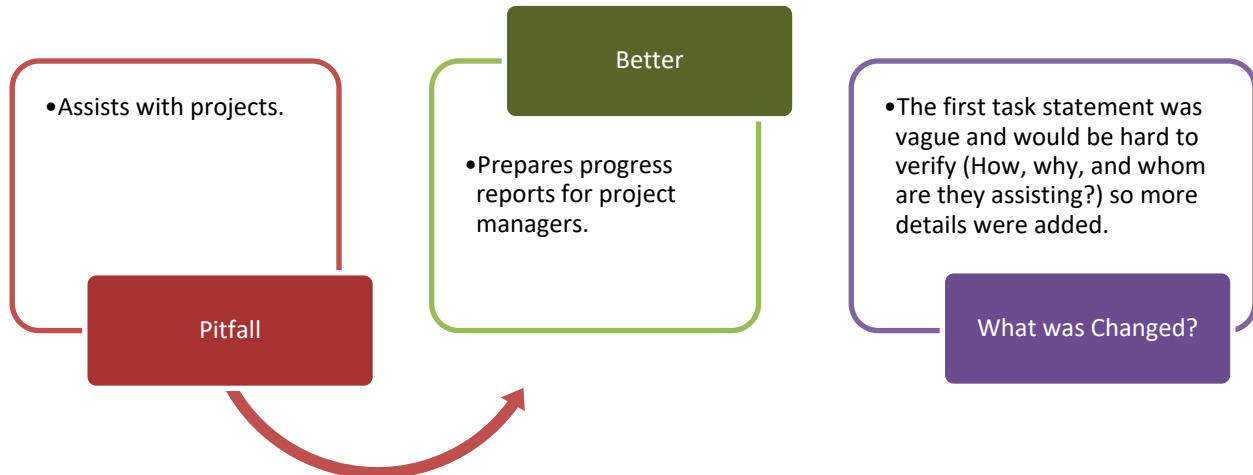 •Assists with projects.
Pitfall
Better
•Prepares progress
reports for project
managers.
•The first task statement was
vague and would be hard to
verify (How, why, and whom
are they assisting?) so more
details were added.
What was Changed?